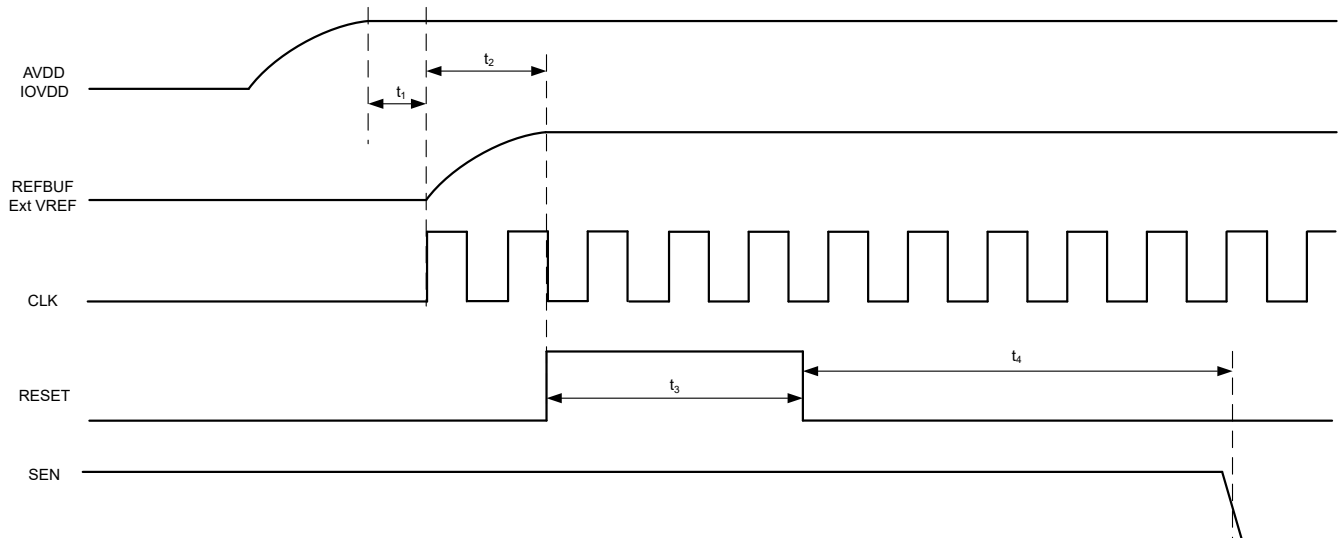 t₂
AVDD
IOVDD
t₁
REFBUF
Ext VREF
CLK
t₄
RESET
t₃
SEN